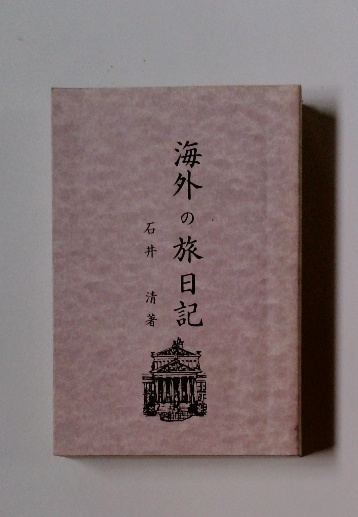 海外の旅日記
石井　清著